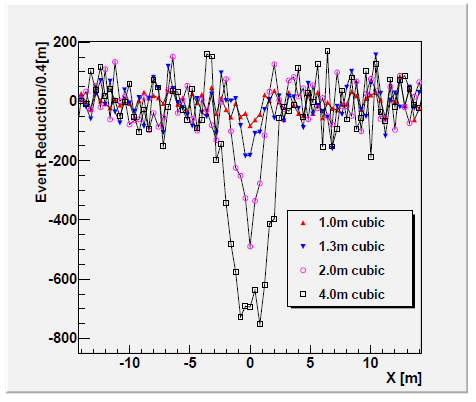 Event Reduction/0.4[m]
200
0
-200
-400
-600
-800
-10
-5
0
5
10
X [m]
1.0m cubic
1.3m cubic
2.0m cubic
4.0m cubic